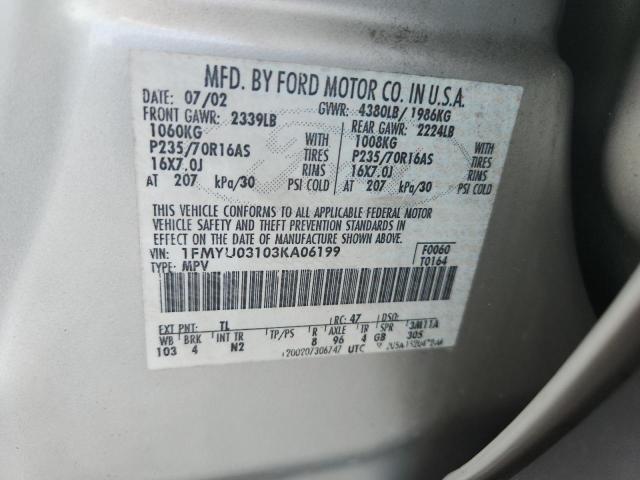 MFD. BY FORD MOTOR CO. IN U.S.A.
DATE: 07/02 GVWR: 4380LB/ 1986KG
FRONT GAWR: 2339LB REAR GAWR: 2224LB
1060KG WITH 1008KG WITH
P235/70R16AS TIRES P235/70R16AS TIRES
16X7.0J RIMS 16X7.0J RIMS
AT 207 kPa/30 PSI COLD AT 207 kPa/30 PSI COLD
THIS VEHICLE CONFORMS TO ALL APPLICABLE FEDERAL MOTOR
VEHICLE SAFETY AND THEFT PREVENTION STANDARDS IN
EFFECT ON THE DATE OF MANUFACTURE SHOWN ABOVE.
VIN: 1FMYU03103KA06199 F0060
TYPE: MPV T0164
EXT PNT: TL RC: 47 DSO:
WB BRK INT TR TP/PS R AXLE TR SPR
103 4 N2 8 96 4 GB 305
UTC